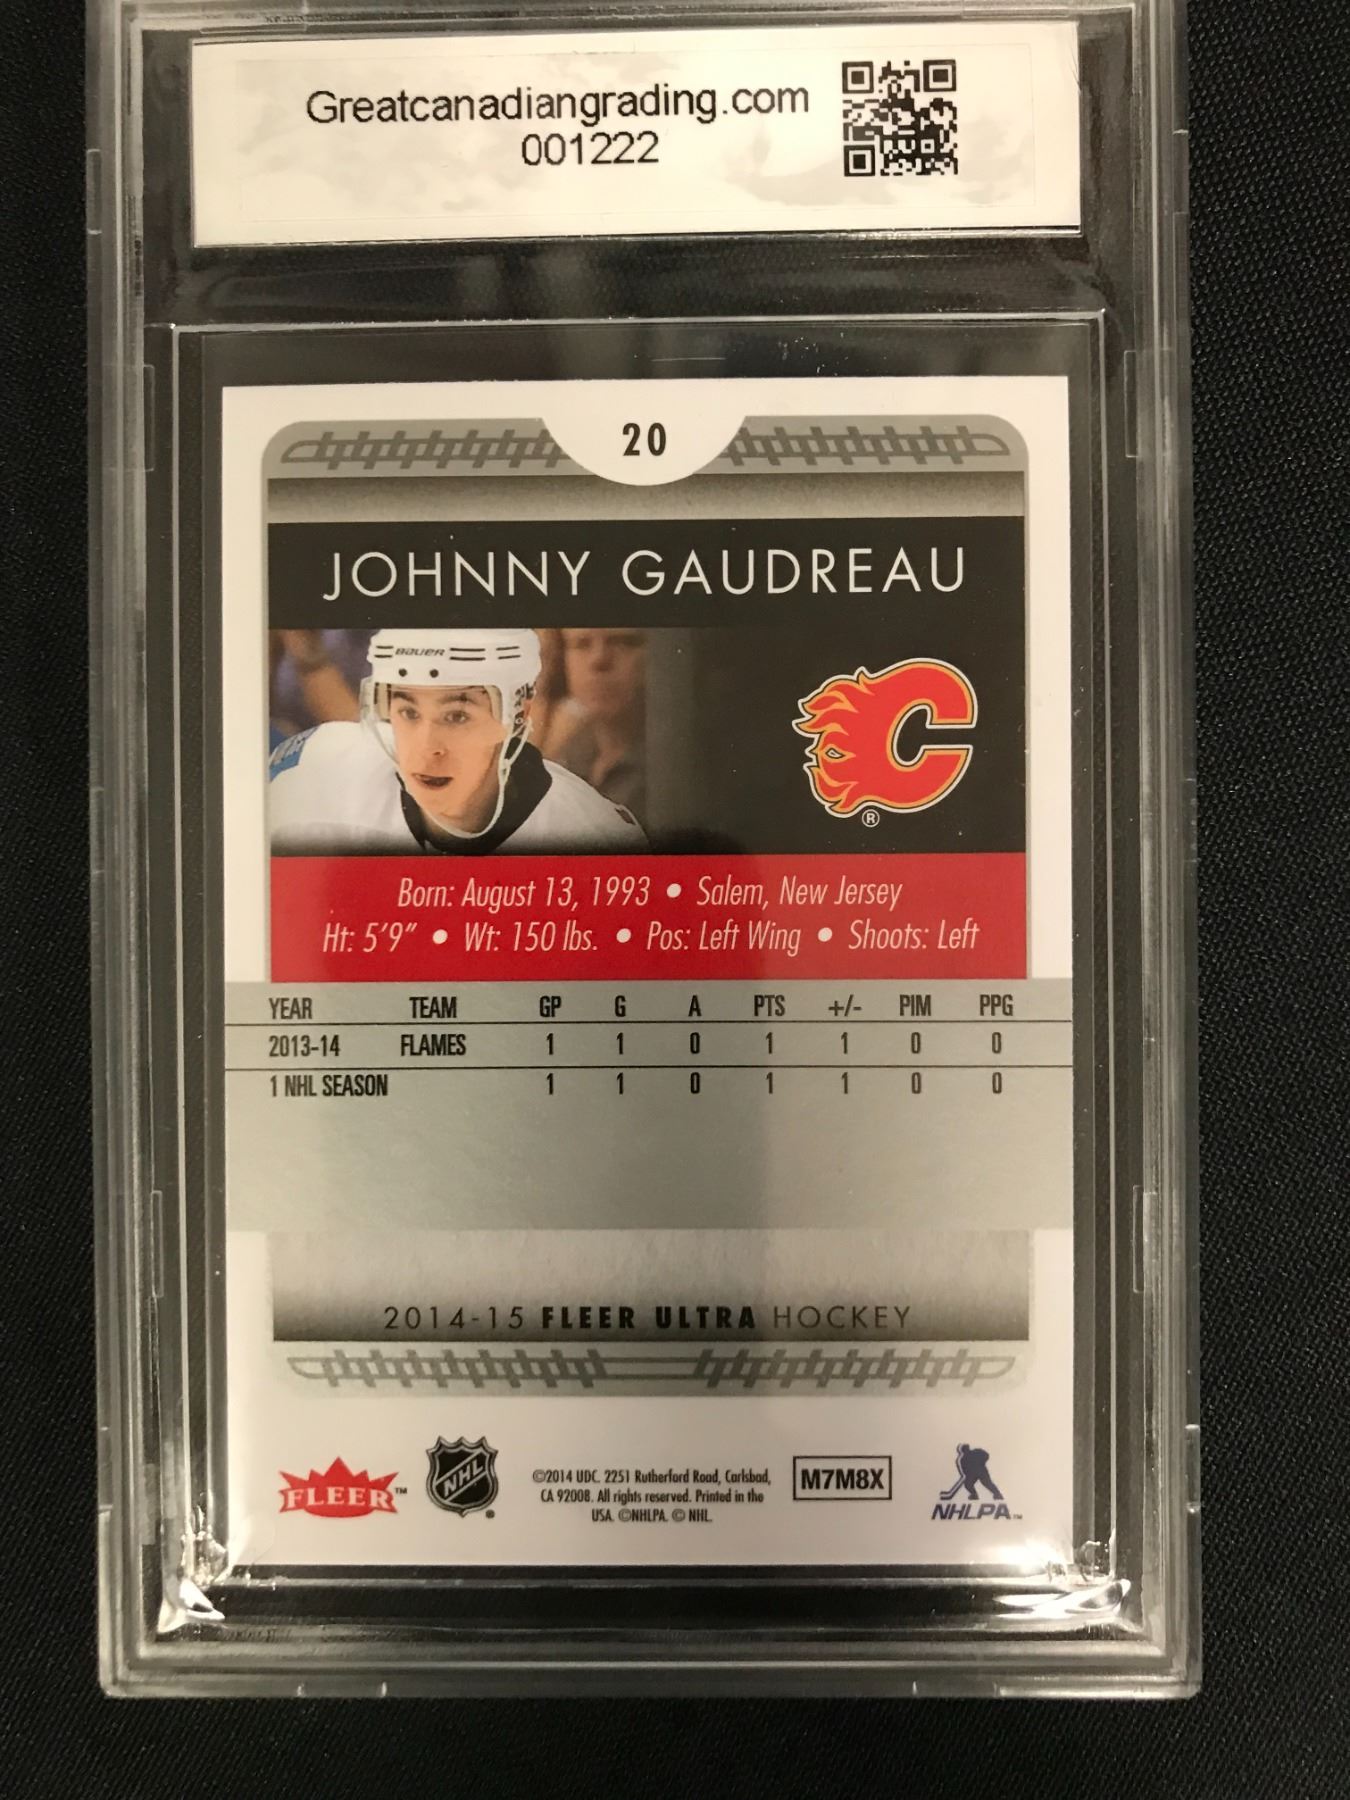 Greatcanadiangrading.com
001222
20
JOHNNY GAUDREAU
BAUER
C
®
Born: August 13, 1993 • Salem, New Jersey
Ht: 5'9" • Wt: 150 lbs. • Pos: Left Wing • Shoots: Left
YEAR TEAM GP G A PTS +/- PIM PPG
2013-14 FLAMES 1 1 0 1 1 0 0
1 NHL SEASON 1 1 0 1 1 0 0
2014-15 FLEER ULTRA HOCKEY
FLEER™
NHL
©2014 UDC. 2251 Rutherford Road, Carlsbad,
CA 92008. All rights reserved. Printed in the
USA. ©NHLPA. © NHL.
M7M8X
NHLPA™